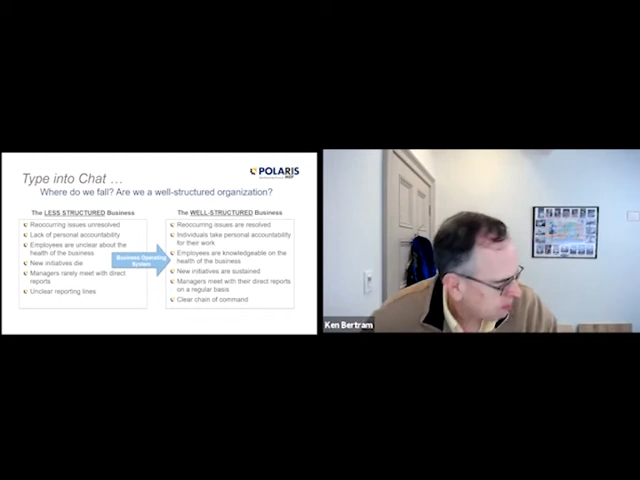 Type into Chat ...
POLARIS
MEP
Where do we fall? Are we a well-structured organization?
The LESS STRUCTURED Business
Reoccurring issues unresolved
Lack of personal accountability
Employees are unclear about the
health of the business
New initiatives die
Managers rarely meet with direct
reports
Unclear reporting lines
Business Operating
System
The WELL-STRUCTURED Business
Reoccurring issues are resolved
Individuals take personal accountability
for their work
Employees are knowledgeable on the
health of the business
New initiatives are sustained
Managers meet with their direct reports
on a regular basis
Clear chain of command
Ken Bertram